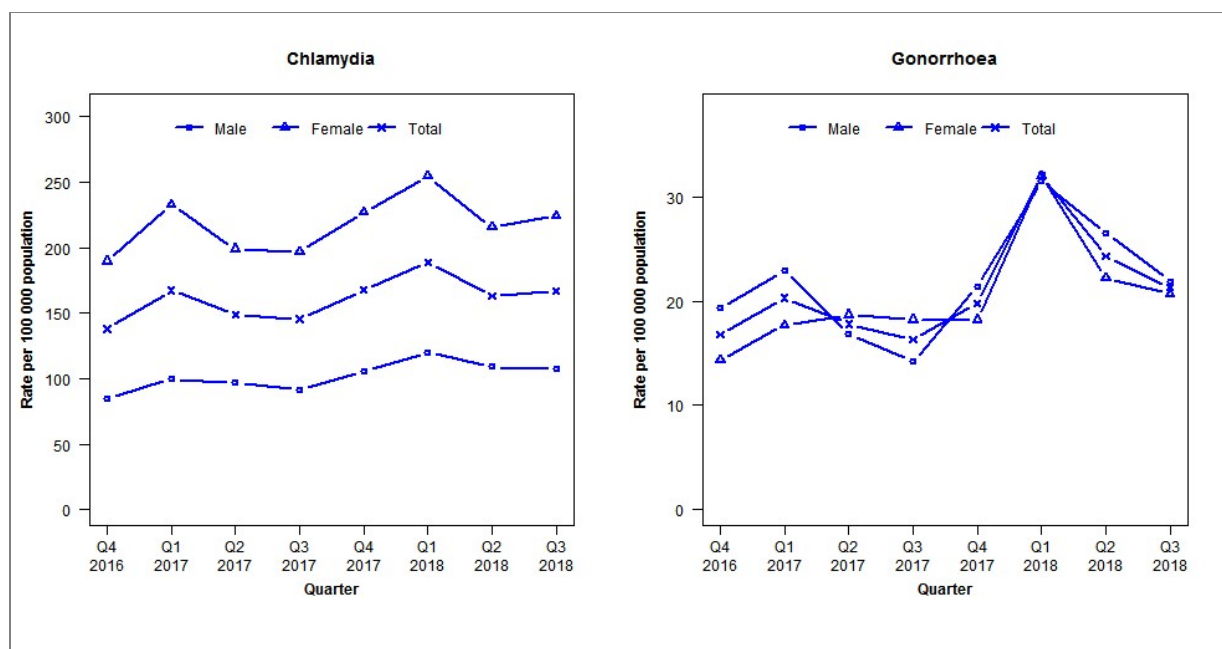 Chlamydia
Rate per 100 000 population
300
250
200
150
100
50
0
Male Female Total
Q4 Q1 Q2 Q3 Q4 Q1 Q2 Q3
2016 2017 2017 2017 2017 2018 2018 2018
Quarter
Gonorrhoea
Rate per 100 000 population
30
20
10
0
Male Female Total
Q4 Q1 Q2 Q3 Q4 Q1 Q2 Q3
2016 2017 2017 2017 2017 2018 2018 2018
Quarter